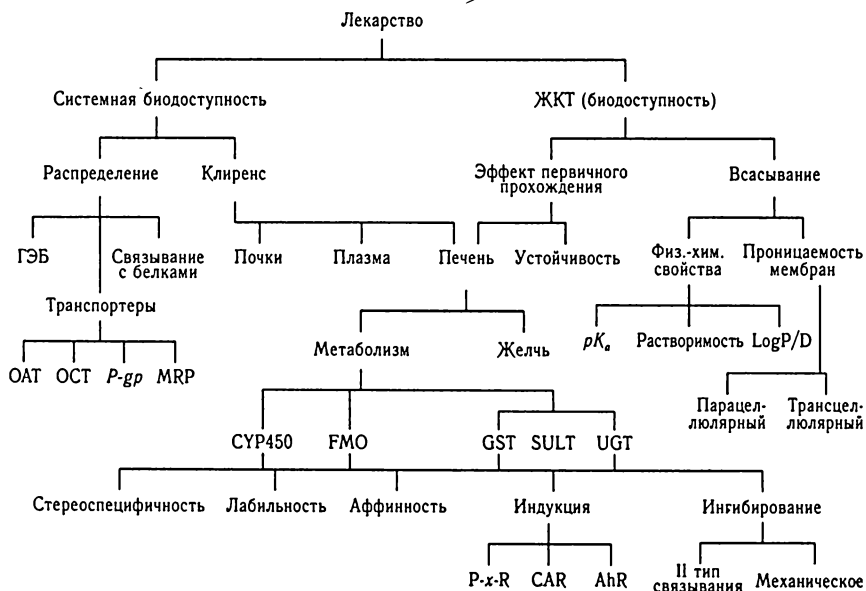 Лекарство
Системная биодоступность
ЖКТ (биодоступность)
Распределение
Клиренс
Эффект первичного
прохождения
Всасывание
ГЭБ
Связывание
с белками
Почки
Плазма
Печень
Устойчивость
Физ.-хим.
свойства
Проницаемость
мембран
Транспортеры
Метаболизм
Желчь
pKa
Растворимость
LogP/D
ОАТ
ОСТ
P-gp
MRP
Парацел-
люлярный
Трансцел-
люлярный
CYP450
FMO
GST
SULT
UGT
Стереоспецифичность
Лабильность
Аффинность
Индукция
Ингибирование
P-x-R
CAR
AhR
II тип
связывания
Механическое